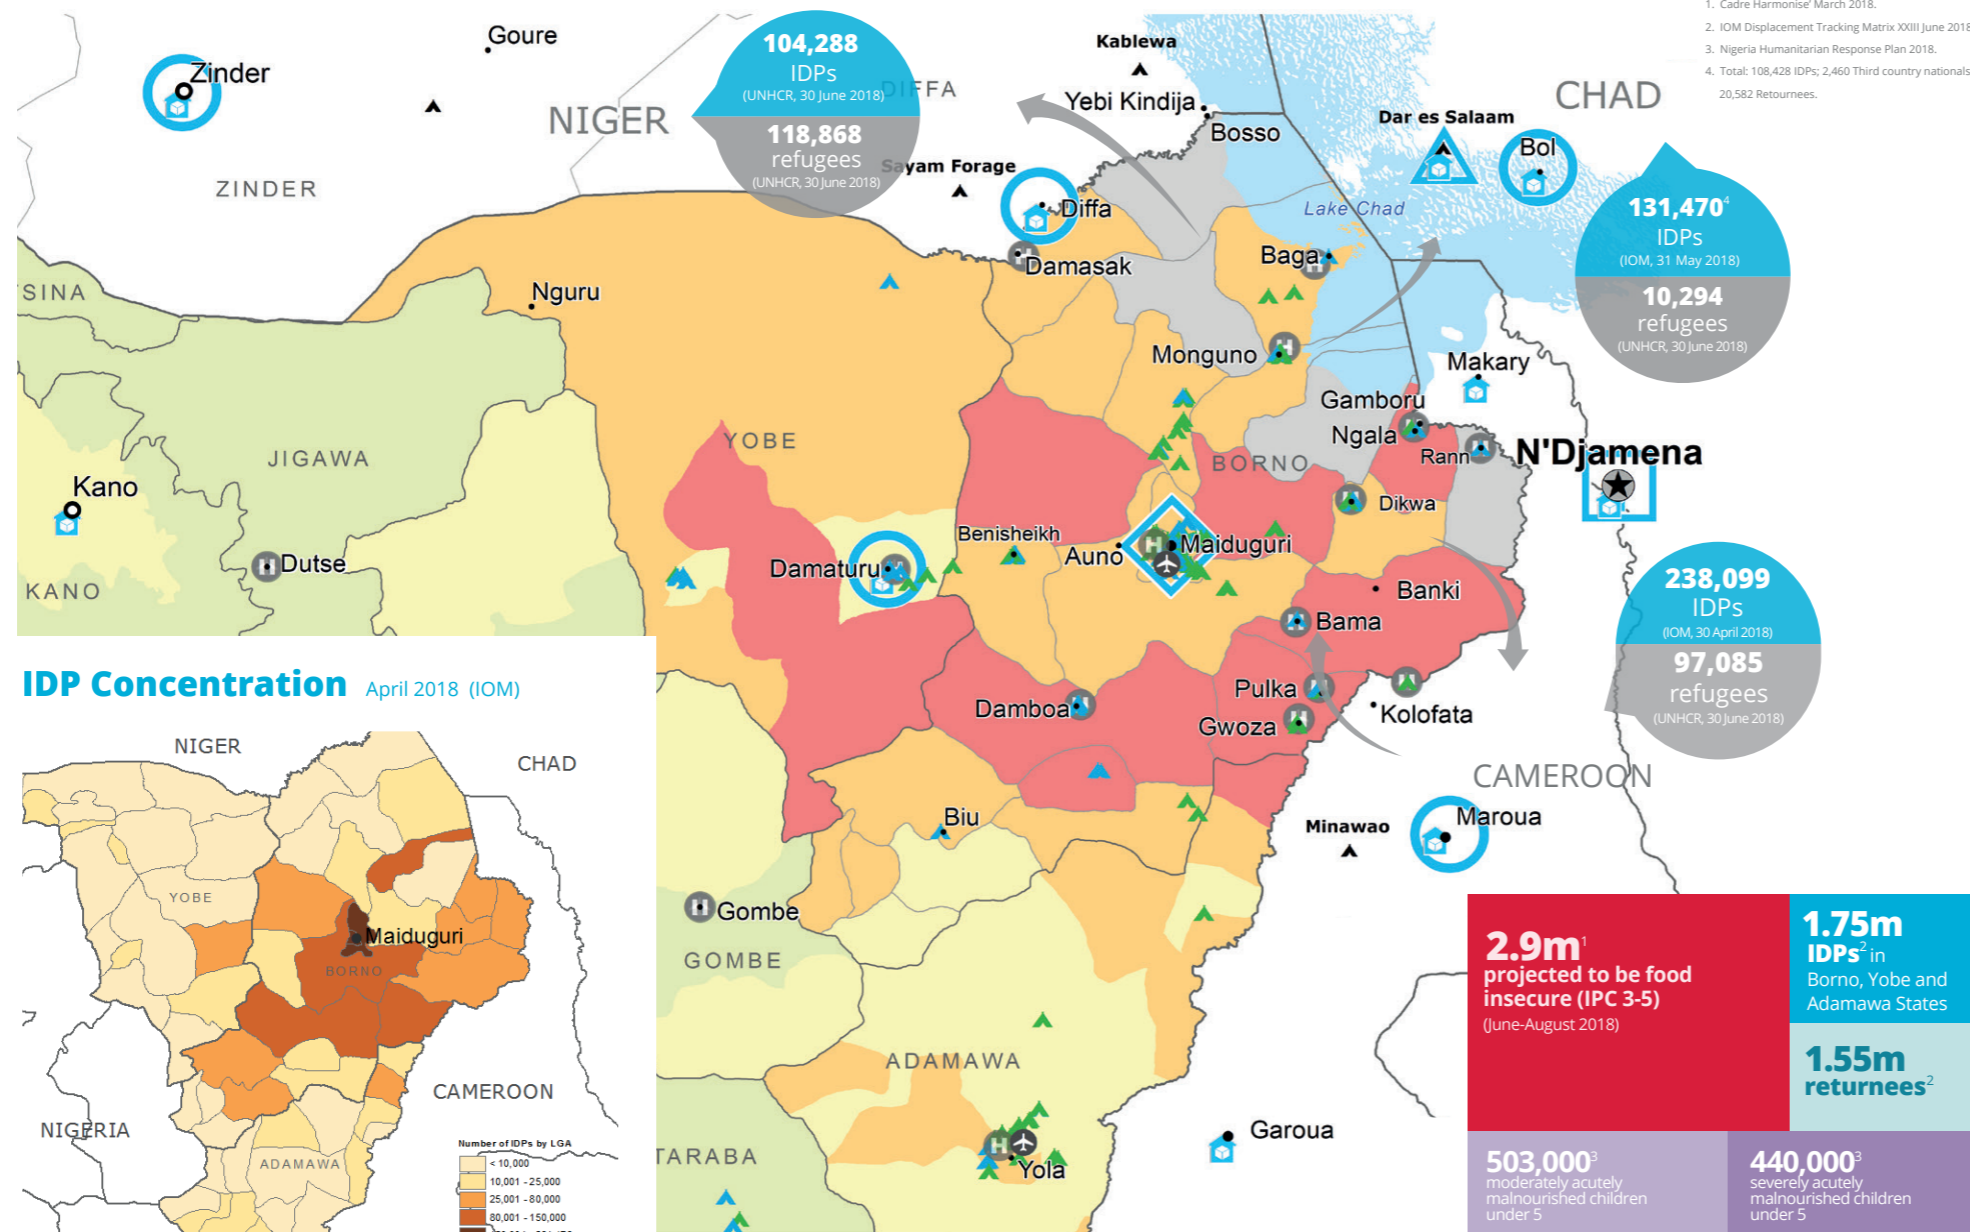 1. Cadre Harmonise' March 2018.
2. IOM Displacement Tracking Matrix XXIII June 2018
3. Nigeria Humanitarian Response Plan 2018.
4. Total: 108,428 IDPs; 2,460 Third country nationals
20,582 Retournees.
Goure
Zinder
NIGER
ZINDER
104,288
IDPs
(UNHCR, 30 June 2018)
118,868
refugees
(UNHCR, 30 June 2018)
DIFFA
Kablewa
Yebi Kindija
Bosso
Sayam Forage
Diffa
Damasak
Dar es Salaam
Bol
CHAD
Lake Chad
131,470⁴
IDPs
(IOM, 31 May 2018)
10,294
refugees
(UNHCR, 30 June 2018)
SINA
Nguru
Baga
Monguno
Makary
Gamboru
Ngala
Rann
N'Djamena
YOBE
BORNO
JIGAWA
Kano
Dikwa
Dutse
KANO
Damaturu
Benisheikh
Auno
H
Maiduguri
Banki
Bama
238,099
IDPs
(IOM, 30 April 2018)
97,085
refugees
(UNHCR, 30 June 2018)
Damboa
Pulka
Gwoza
Kolofata
CAMEROON
Biu
Minawao
Maroua
H
Gombe
GOMBE
ADAMAWA
TARABA
H
Yola
Garoua
IDP Concentration April 2018 (IOM)
NIGER
CHAD
YOBE
Maiduguri
BORNO
CAMEROON
NIGERIA
ADAMAWA
Number of IDPs by LGA
< 10,000
10,001 - 25,000
25,001 - 80,000
80,001 - 150,000
2.9m¹
projected to be food
insecure (IPC 3-5)
(June-August 2018)
1.75m
IDPs² in
Borno, Yobe and
Adamawa States
1.55m
returnees²
503,000³
moderately acutely
malnourished children
under 5
440,000³
severely acutely
malnourished children
under 5